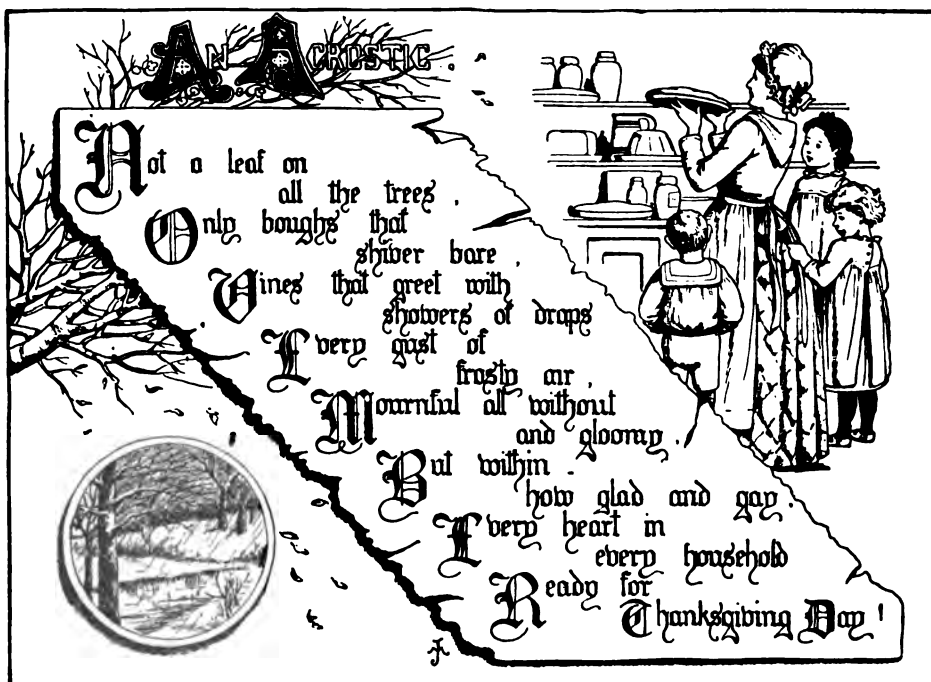 An Acrostic.
Not a leaf on
all the trees,
Only boughs that
shiver bare,
Vines that greet with
showers of drops
Every gust of
frosty air,
Mournful all without
and gloomy,
But within
how glad and gay,
Every heart in
every household
Ready for
Thanksgiving Day!